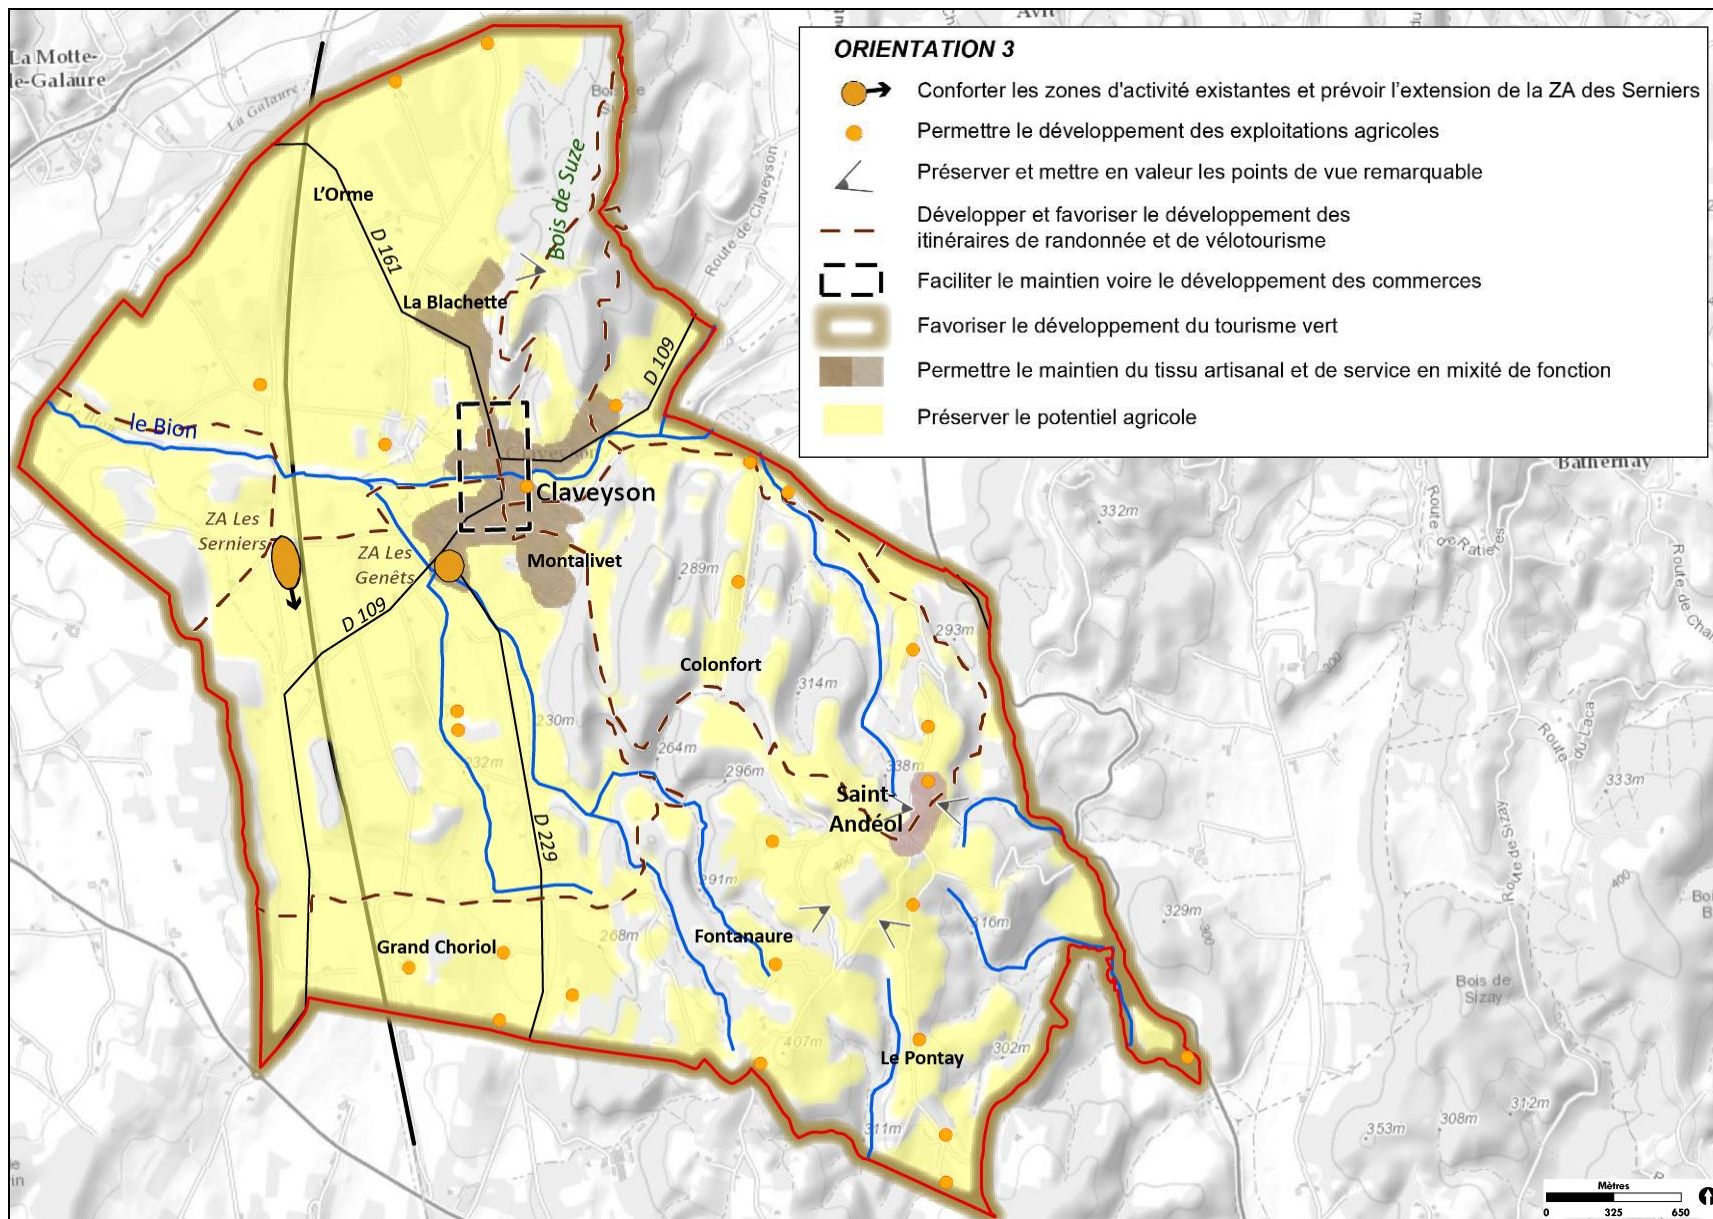 ORIENTATION 3
Conforter les zones d'activité existantes et prévoir l'extension de la ZA des Serniers
Permettre le développement des exploitations agricoles
Préserver et mettre en valeur les points de vue remarquable
Développer et favoriser le développement des
itinéraires de randonnée et de vélotourisme
Faciliter le maintien voire le développement des commerces
Favoriser le développement du tourisme vert
Permettre le maintien du tissu artisanal et de service en mixité de fonction
Préserver le potentiel agricole
La Motte-
de-Galaure
La Galaure
L'Orme
D 161
Bois de Suze
Route de Claveyson
La Blachette
D 109
le Bion
Claveyson
ZA Les
Serniers
ZA Les
Genêts
Montalivet
D 109
289m
332m
Bathernay
Route
de Ratières
293m
Colonfort
314m
230m
264m
296m
338m
232m
Saint-
Andéol
D 229
291m
400
316m
329m
300
Route du Laca
333m
Route de Sizay
400
Grand Choriol
268m
Fontanaure
Bois de
Sizay
407m
Le Pontay
302m
311m
353m
308m
312m
Mètres
0 325 650